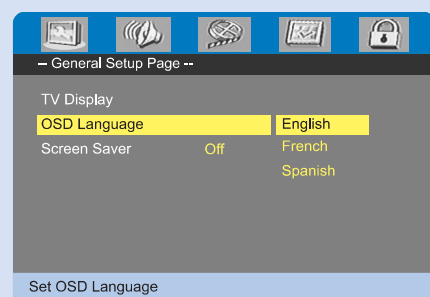 – General Setup Page --
TV Display
OSD Language English
Screen Saver Off French
Spanish
Set OSD Language